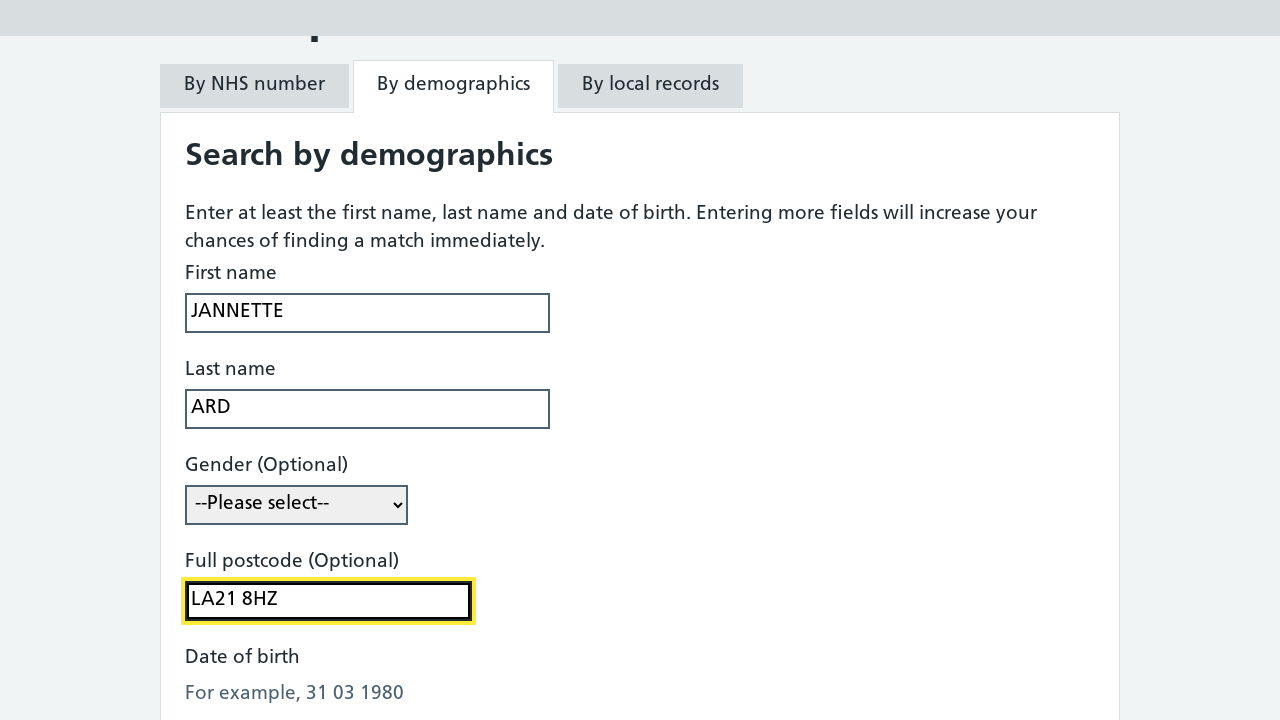 By NHS number
By demographics
By local records
Search by demographics
Enter at least the first name, last name and date of birth. Entering more fields will increase your
chances of finding a match immediately.
First name
JANNETTE
Last name
ARD
Gender (Optional)
--Please select--
Full postcode (Optional)
LA21 8HZ
Date of birth
For example, 31 03 1980